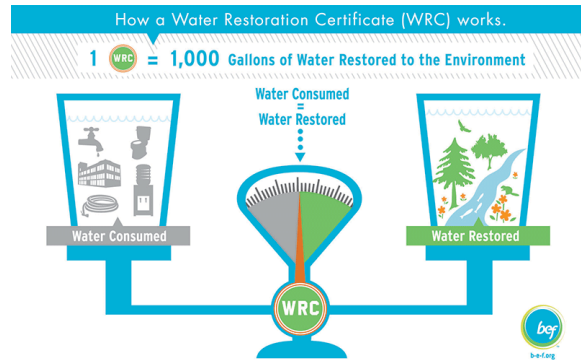 How a Water Restoration Certificate (WRC) works.
1 WRC = 1,000 Gallons of Water Restored to the Environment
Water Consumed
=
Water Restored
Water Consumed
Water Restored
WRC
bef
b-e-f.org